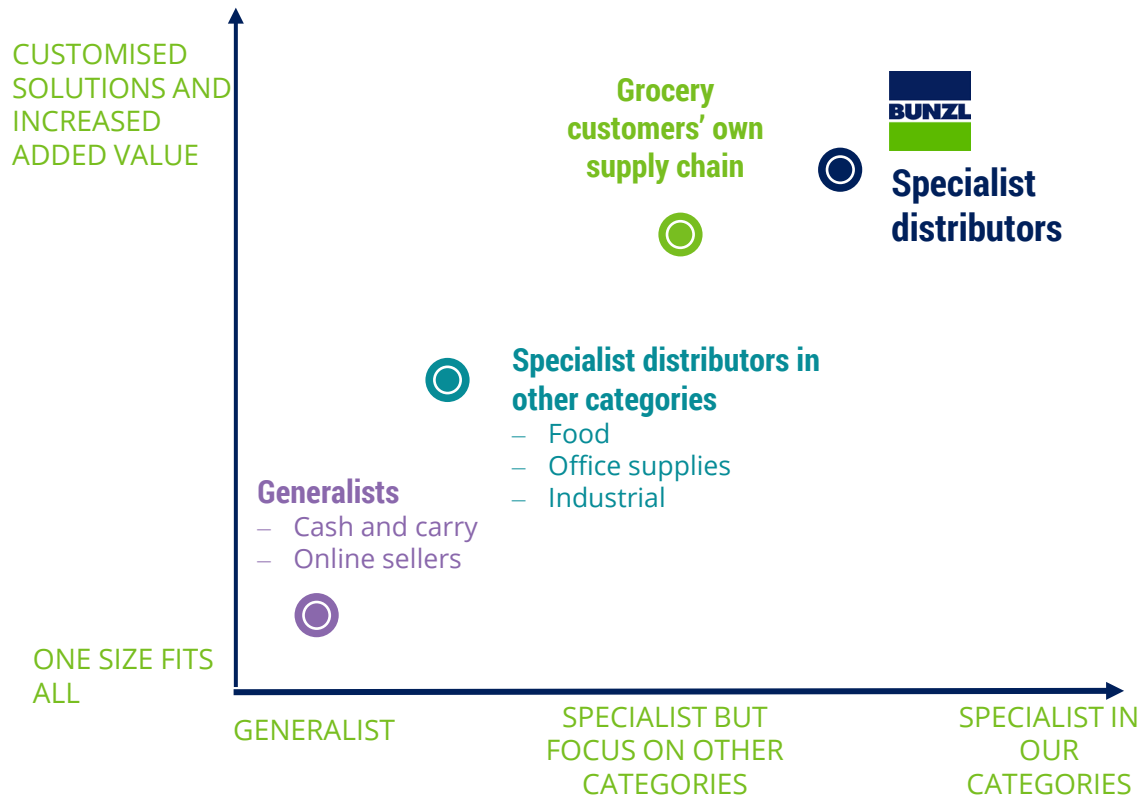 CUSTOMISED
SOLUTIONS AND
INCREASED
ADDED VALUE
Grocery
customers’ own
supply chain
BUNZL
Specialist
distributors
Specialist distributors in
other categories
– Food
– Office supplies
– Industrial
Generalists
– Cash and carry
– Online sellers
ONE SIZE FITS
ALL
GENERALIST
SPECIALIST BUT
FOCUS ON OTHER
CATEGORIES
SPECIALIST IN
OUR
CATEGORIES